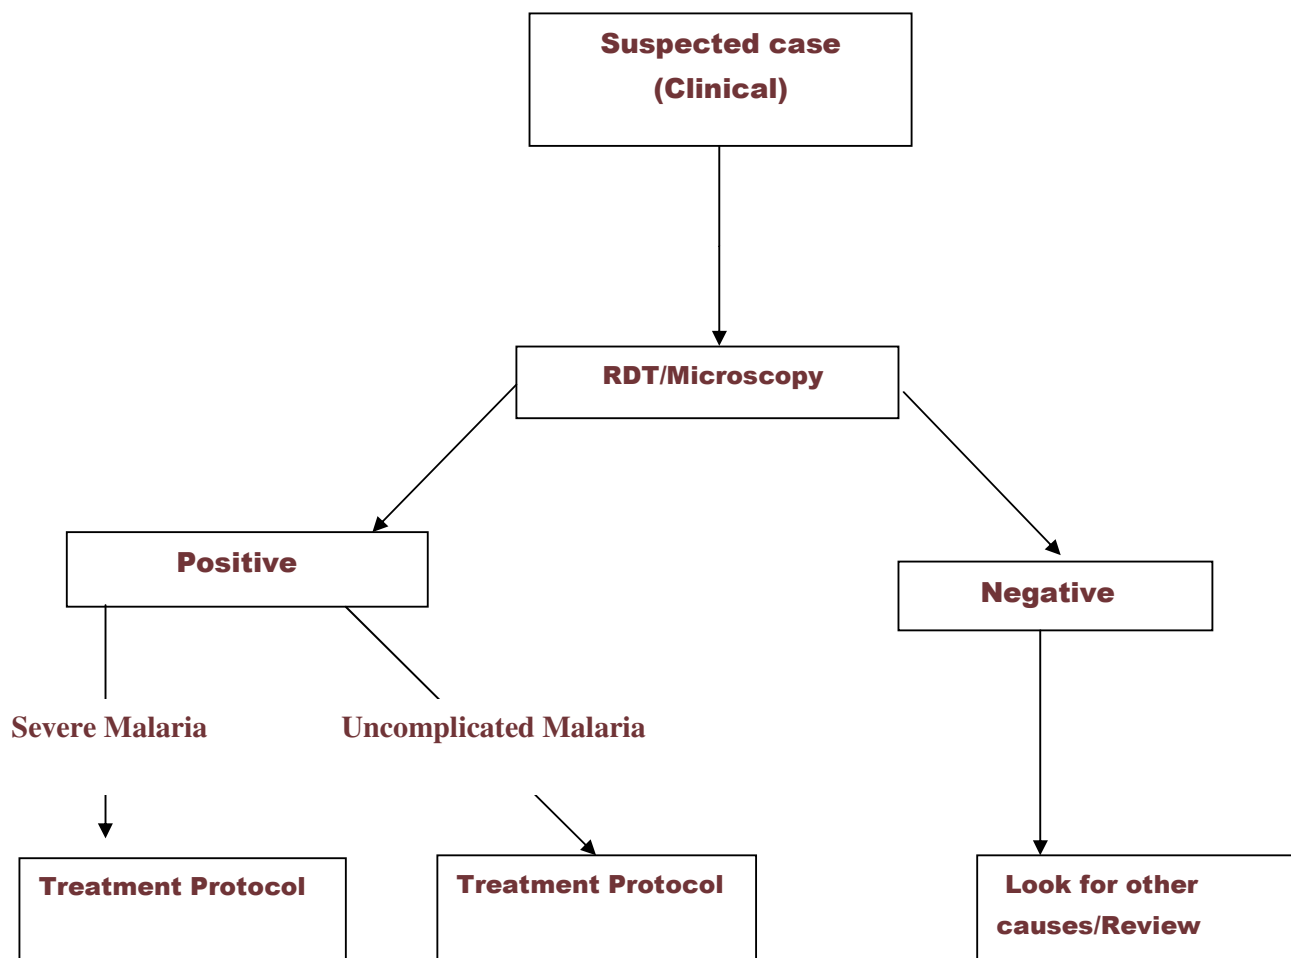 Suspected case
(Clinical)
RDT/Microscopy
Positive
Negative
Severe Malaria
Uncomplicated Malaria
Treatment Protocol
Treatment Protocol
Look for other
causes/Review